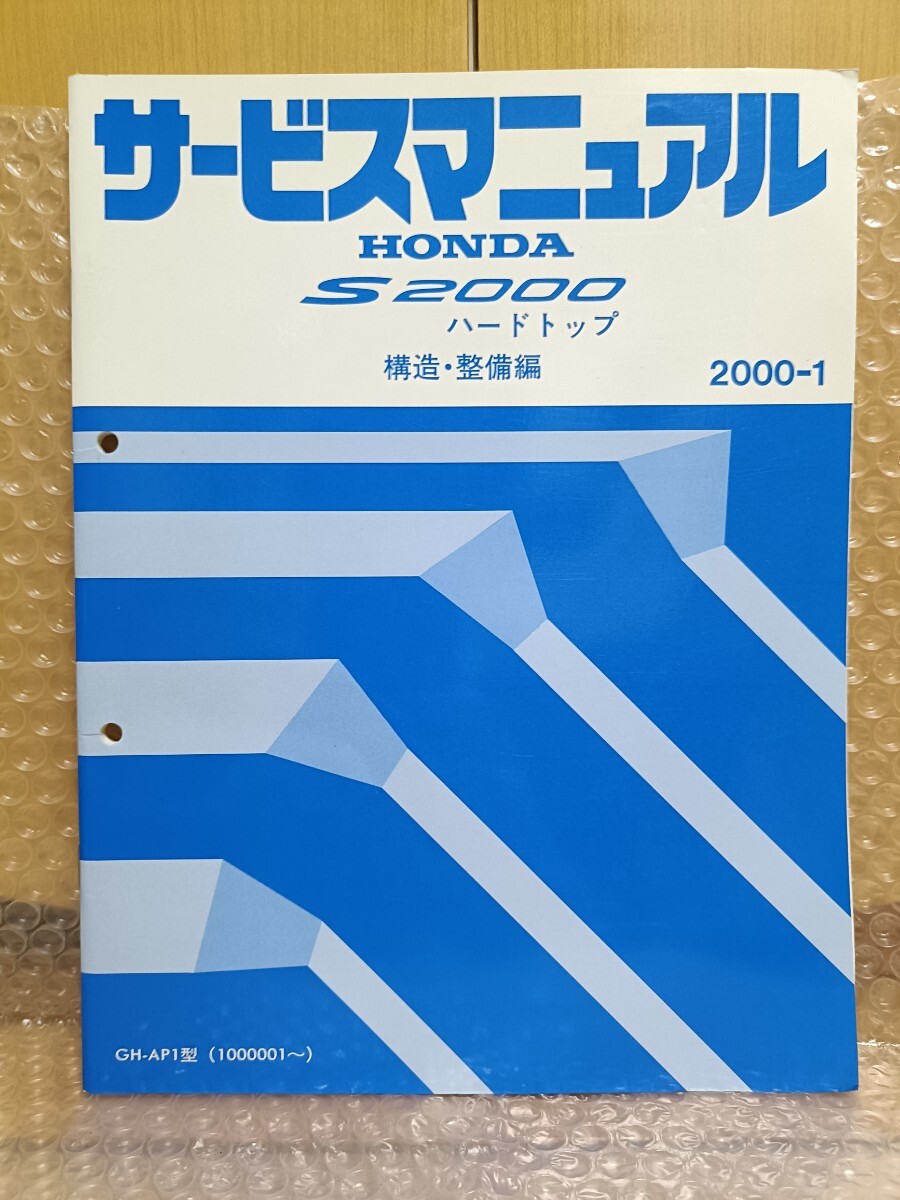 サービスマニュアル
HONDA
S2000
ハードトップ
構造・整備編
2000-1
GH-AP1型 (1000001～)